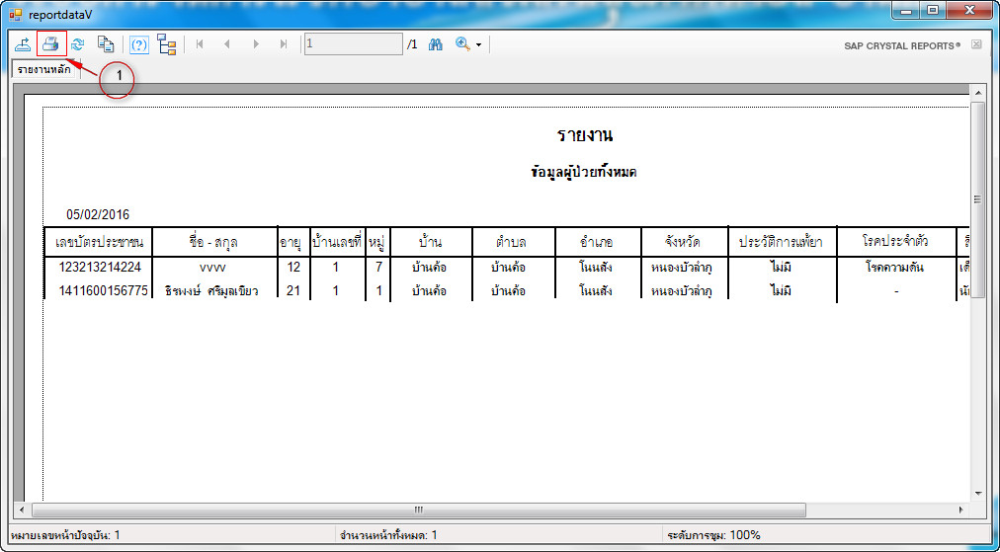 reportdataV
(?) 1 /1 SAP CRYSTAL REPORTS®
รายงานหลัก 1
รายงาน
ข้อมูลผู้ป่วยทั้งหมด
05/02/2016
เลขบัตรประชาชน ชื่อ - สกุล อายุ บ้านเลขที่ หมู่ บ้าน ตำบล อำเภอ จังหวัด ประวัติการแพ้ยา โรคประจำตัว
123213214224 vvvv 12 1 7 บ้านค้อ บ้านค้อ โนนสัง หนองบัวลำภู ไม่มี โรคความดัน
1411600156775 ธิรพงษ์ ศรีมูลเขียว 21 1 1 บ้านค้อ บ้านค้อ โนนสัง หนองบัวลำภู ไม่มี -
หมายเลขหน้าปัจจุบัน: 1 จำนวนหน้าทั้งหมด: 1 ระดับการซูม: 100%